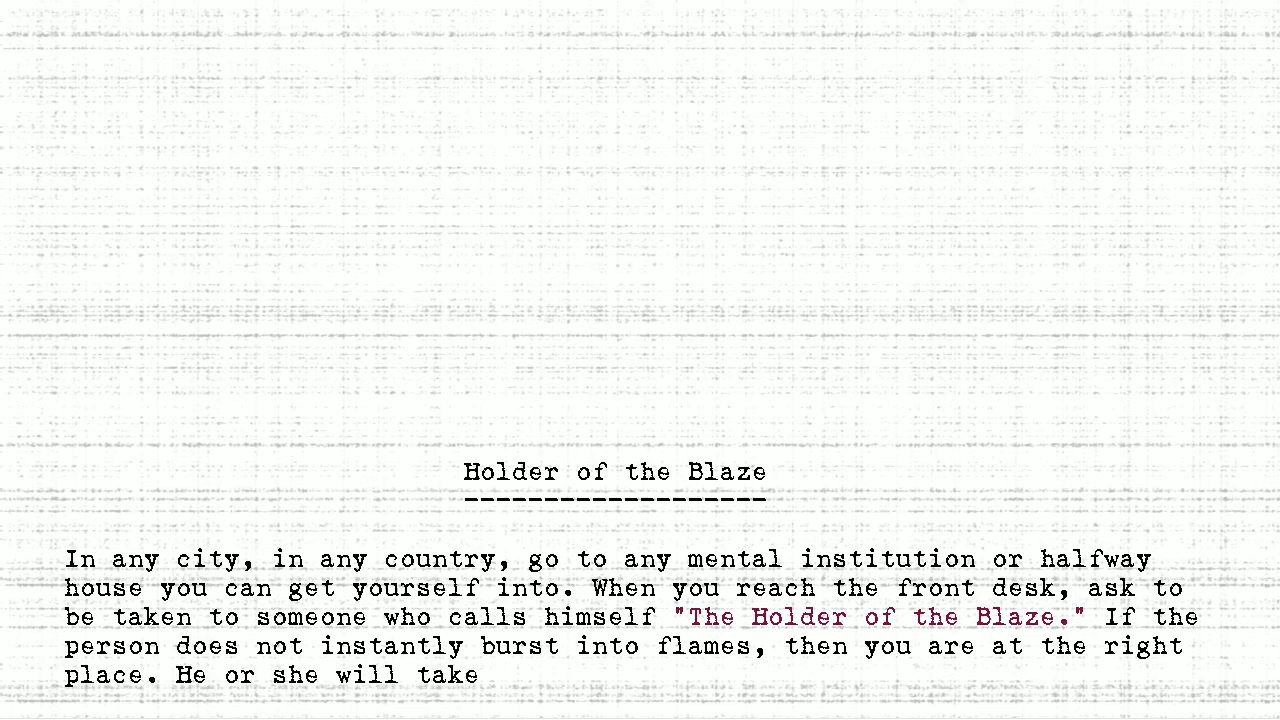 Holder of the Blaze
-------------------
In any city, in any country, go to any mental institution or halfway
house you can get yourself into. When you reach the front desk, ask to
be taken to someone who calls himself "The Holder of the Blaze." If the
person does not instantly burst into flames, then you are at the right
place. He or she will take